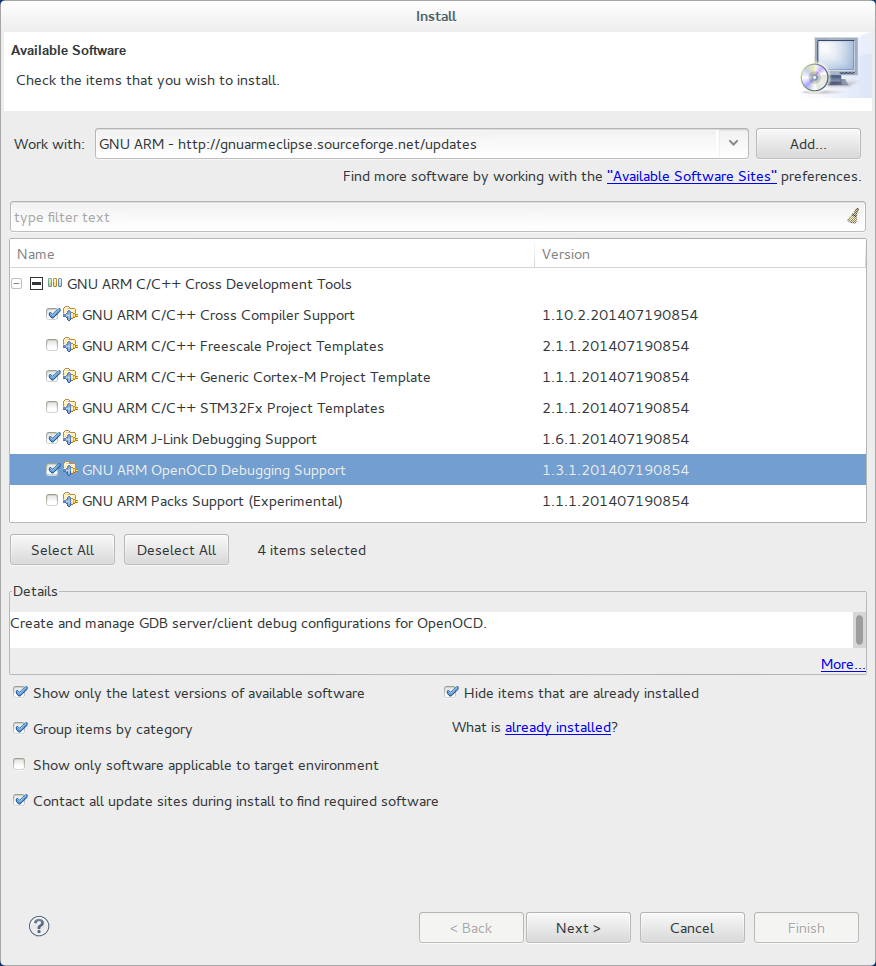 Install
Available Software
Check the items that you wish to install.
Work with: GNU ARM - http://gnuarmeclipse.sourceforge.net/updates Add...
Find more software by working with the "Available Software Sites" preferences.
type filter text
Name Version
GNU ARM C/C++ Cross Development Tools
GNU ARM C/C++ Cross Compiler Support 1.10.2.201407190854
GNU ARM C/C++ Freescale Project Templates 2.1.1.201407190854
GNU ARM C/C++ Generic Cortex-M Project Template 1.1.1.201407190854
GNU ARM C/C++ STM32Fx Project Templates 2.1.1.201407190854
GNU ARM J-Link Debugging Support 1.6.1.201407190854
GNU ARM OpenOCD Debugging Support 1.3.1.201407190854
GNU ARM Packs Support (Experimental) 1.1.1.201407190854
Select All Deselect All 4 items selected
Details
Create and manage GDB server/client debug configurations for OpenOCD.
More...
Show only the latest versions of available software Hide items that are already installed
Group items by category What is already installed?
Show only software applicable to target environment
Contact all update sites during install to find required software
? < Back Next > Cancel Finish